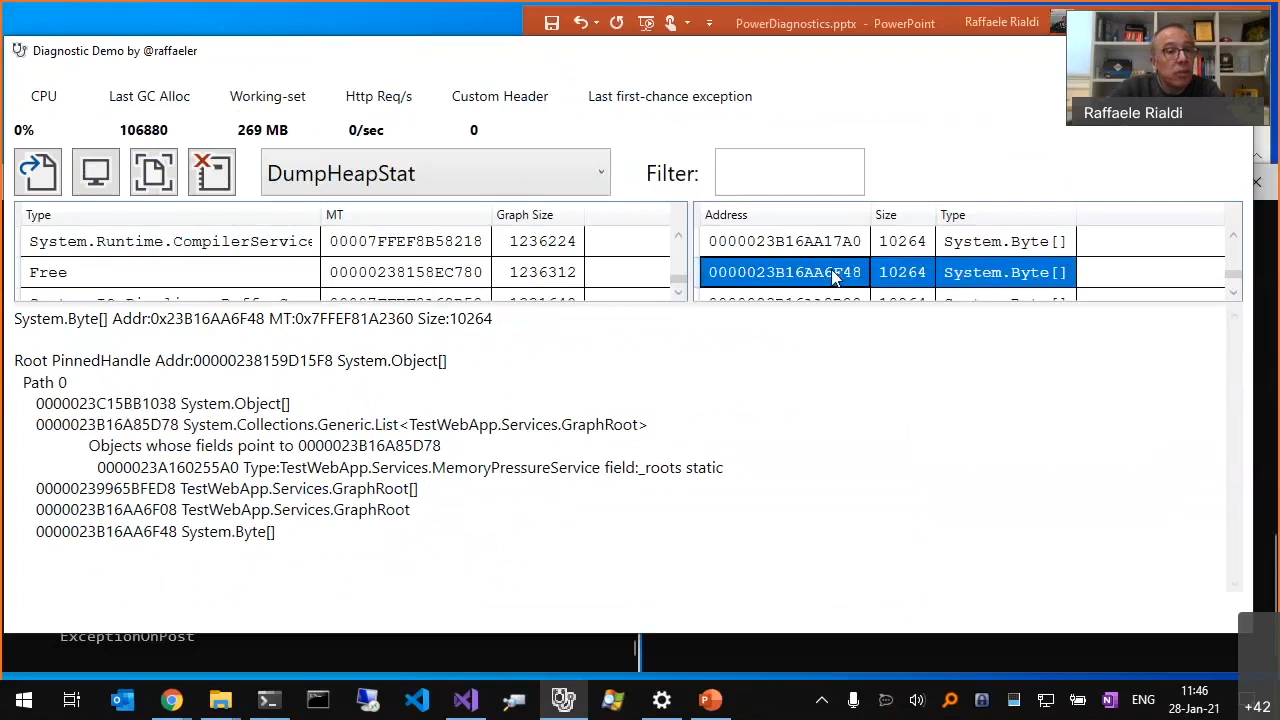 PowerDiagnostics.pptx - PowerPoint
Raffaele Rialdi
Diagnostic Demo by @raffaeler
CPU Last GC Alloc Working-set Http Req/s Custom Header Last first-chance exception
0% 106880 269 MB 0/sec 0
Raffaele Rialdi
DumpHeapStat Filter:
Type MT Graph Size
System.Runtime.CompilerService 00007FFEF8B58218 1236224
Free 00000238158EC780 1236312
Address Size Type
0000023B16AA17A0 10264 System.Byte[]
0000023B16AA6F48 10264 System.Byte[]
System.Byte[] Addr:0x23B16AA6F48 MT:0x7FFEF81A2360 Size:10264
Root PinnedHandle Addr:00000238159D15F8 System.Object[]
Path 0
0000023C15BB1038 System.Object[]
0000023B16A85D78 System.Collections.Generic.List<TestWebApp.Services.GraphRoot>
Objects whose fields point to 0000023B16A85D78
0000023A160255A0 Type:TestWebApp.Services.MemoryPressureService field:_roots static
00000239965BFED8 TestWebApp.Services.GraphRoot[]
0000023B16AA6F08 TestWebApp.Services.GraphRoot
0000023B16AA6F48 System.Byte[]
ExceptionOnPost
ENG
11:46
28-Jan-21
+42